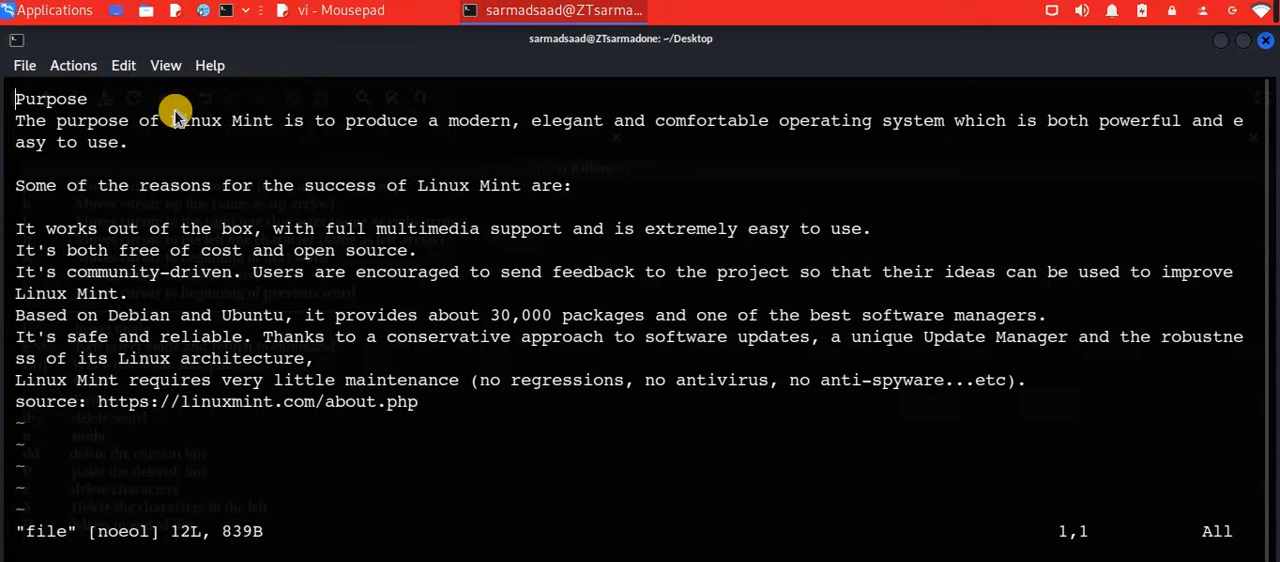 Applications
vi - Mousepad
sarmadsaad@ZTsarma...
sarmadsaad@ZTsarmadone: ~/Desktop
File Actions Edit View Help
Purpose
The purpose of Linux Mint is to produce a modern, elegant and comfortable operating system which is both powerful and e
asy to use.
Some of the reasons for the success of Linux Mint are:
It works out of the box, with full multimedia support and is extremely easy to use.
It's both free of cost and open source.
It's community-driven. Users are encouraged to send feedback to the project so that their ideas can be used to improve
Linux Mint.
Based on Debian and Ubuntu, it provides about 30,000 packages and one of the best software managers.
It's safe and reliable. Thanks to a conservative approach to software updates, a unique Update Manager and the robustne
ss of its Linux architecture,
Linux Mint requires very little maintenance (no regressions, no antivirus, no anti-spyware...etc).
source: https://linuxmint.com/about.php
~
~
~
~
~
"file" [noeol] 12L, 839B 1,1 All